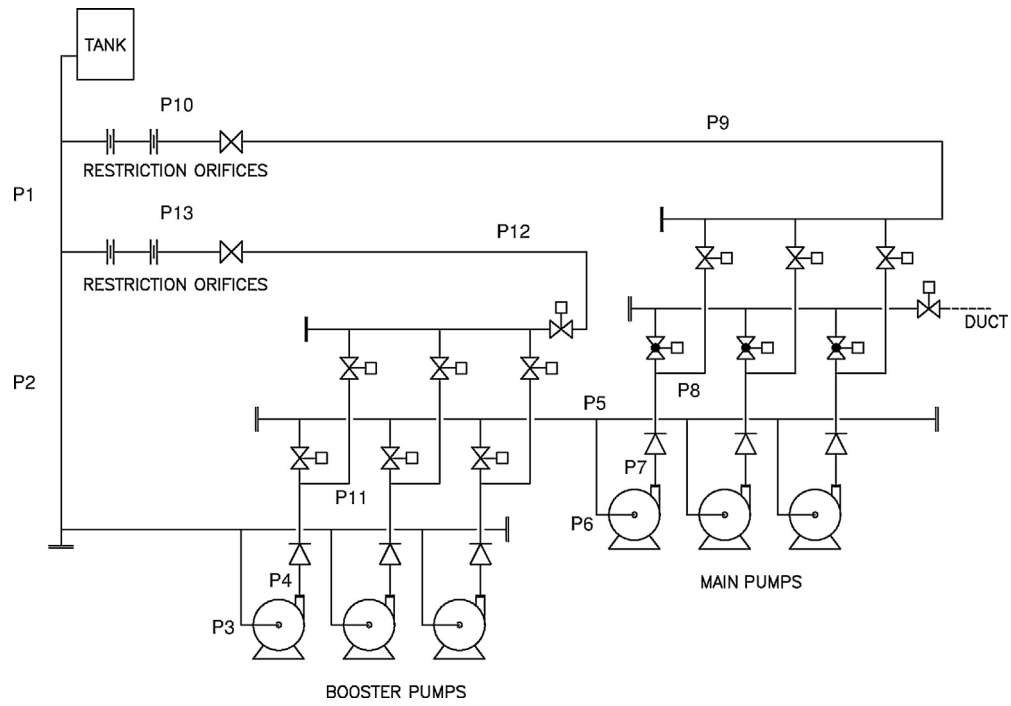 TANK
P10
P9
RESTRICTION ORIFICES
P1
P13
P12
RESTRICTION ORIFICES
DUCT
P2
P8
P5
P7
P11
P6
MAIN PUMPS
P4
P3
BOOSTER PUMPS